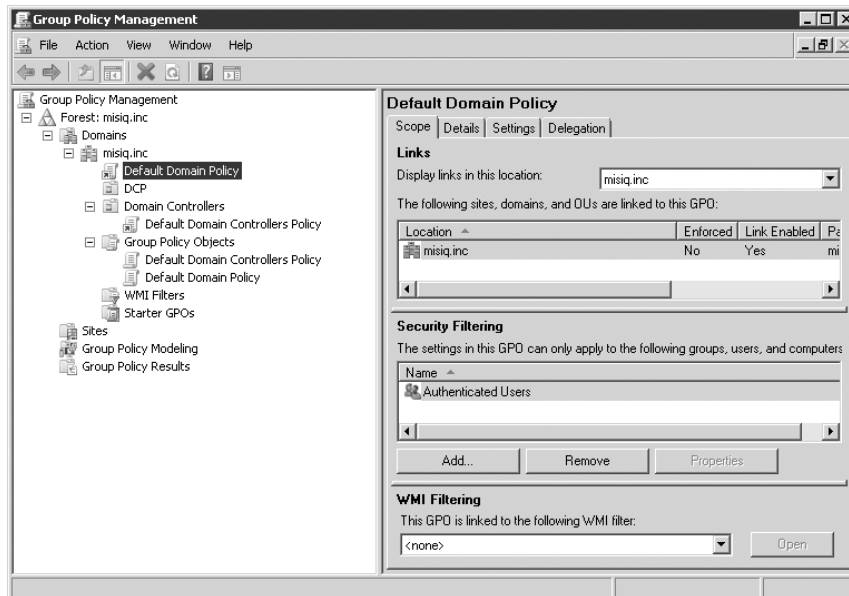 Group Policy Management
File Action View Window Help
Group Policy Management
Forest: misiq.inc
Domains
misiq.inc
Default Domain Policy
DCP
Domain Controllers
Default Domain Controllers Policy
Group Policy Objects
Default Domain Controllers Policy
Default Domain Policy
WMI Filters
Starter GPOs
Sites
Group Policy Modeling
Group Policy Results
Default Domain Policy
Scope Details Settings Delegation
Links
Display links in this location: misiq.inc
The following sites, domains, and OUs are linked to this GPO:
Location Enforced Link Enabled Pa
misiq.inc No Yes mi
Security Filtering
The settings in this GPO can only apply to the following groups, users, and computers
Name
Authenticated Users
Add... Remove Properties
WMI Filtering
This GPO is linked to the following WMI filter:
<none> Open